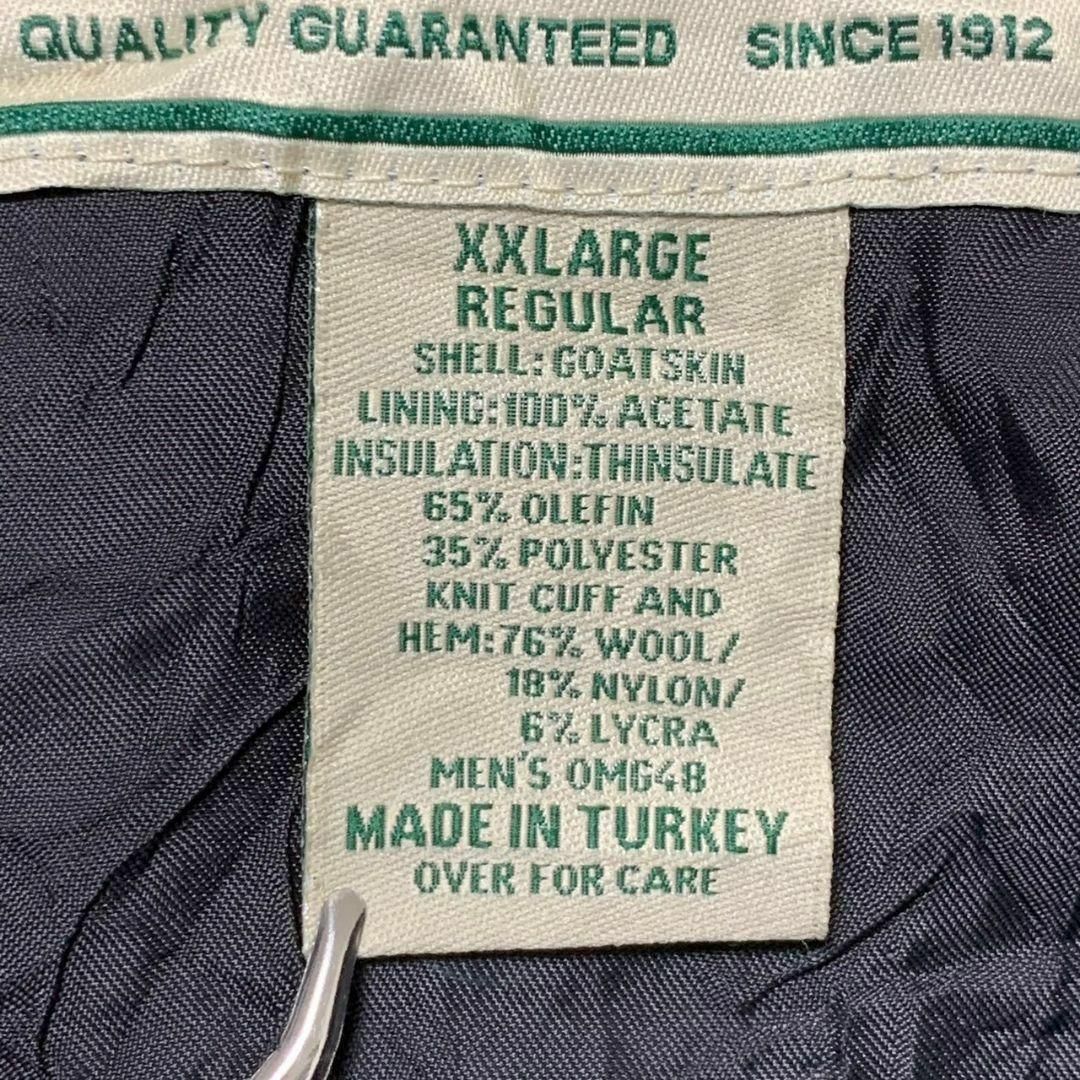 QUALITY GUARANTEED SINCE 1912
XXLARGE
REGULAR
SHELL: GOATSKIN
LINING: 100% ACETATE
INSULATION: THINSULATE
65% OLEFIN
35% POLYESTER
KNIT CUFF AND
HEM: 76% WOOL/
18% NYLON/
6% LYCRA
MEN'S OMG48
MADE IN TURKEY
OVER FOR CARE